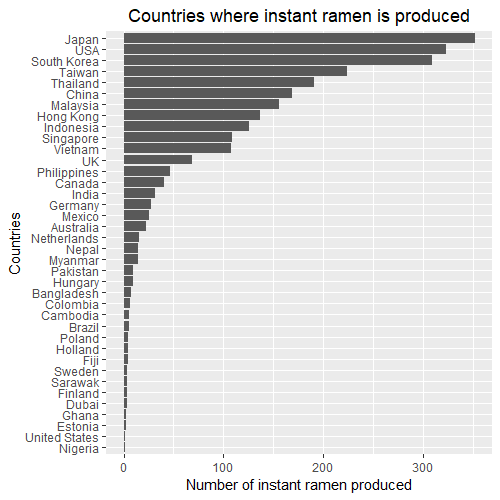 Countries where instant ramen is produced
Japan
USA
South Korea
Taiwan
Thailand
China
Malaysia
Hong Kong
Indonesia
Singapore
Vietnam
UK
Philippines
Canada
India
Germany
Mexico
Australia
Netherlands
Nepal
Myanmar
Pakistan
Hungary
Bangladesh
Colombia
Cambodia
Brazil
Poland
Holland
Fiji
Sweden
Sarawak
Finland
Dubai
Ghana
Estonia
United States
Nigeria
Countries
0 100 200 300
Number of instant ramen produced